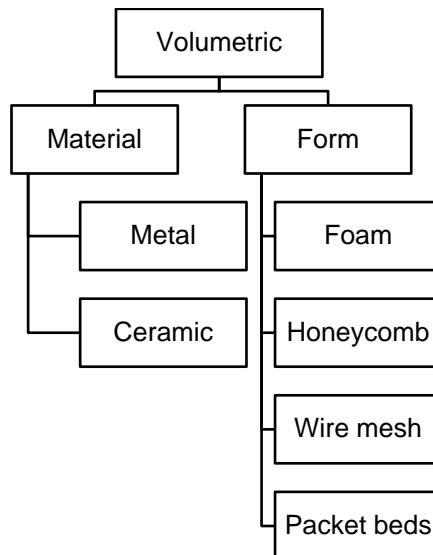 Volumetric
Material
Form
Metal
Foam
Ceramic
Honeycomb
Wire mesh
Packet beds